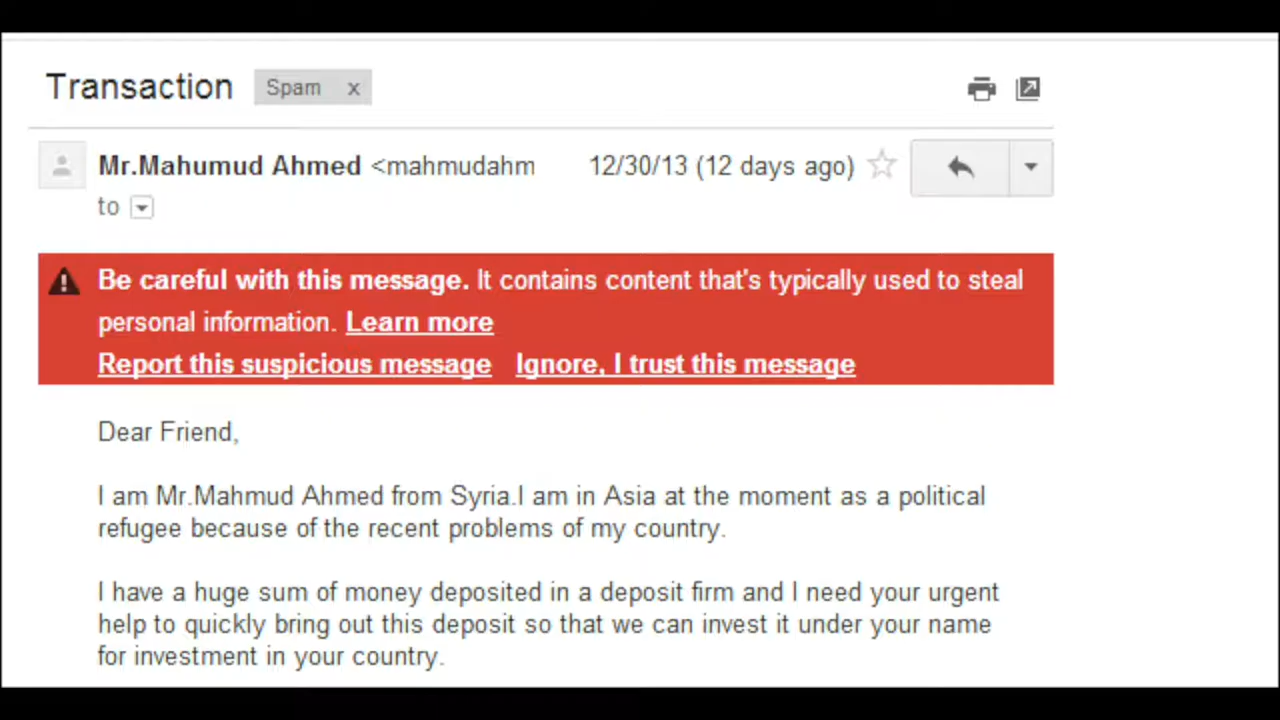 Transaction Spam x
Mr.Mahumud Ahmed <mahmudahm 12/30/13 (12 days ago)
to
Be careful with this message. It contains content that's typically used to steal
personal information. Learn more
Report this suspicious message Ignore, I trust this message
Dear Friend,
I am Mr.Mahmud Ahmed from Syria.I am in Asia at the moment as a political
refugee because of the recent problems of my country.
I have a huge sum of money deposited in a deposit firm and I need your urgent
help to quickly bring out this deposit so that we can invest it under your name
for investment in your country.